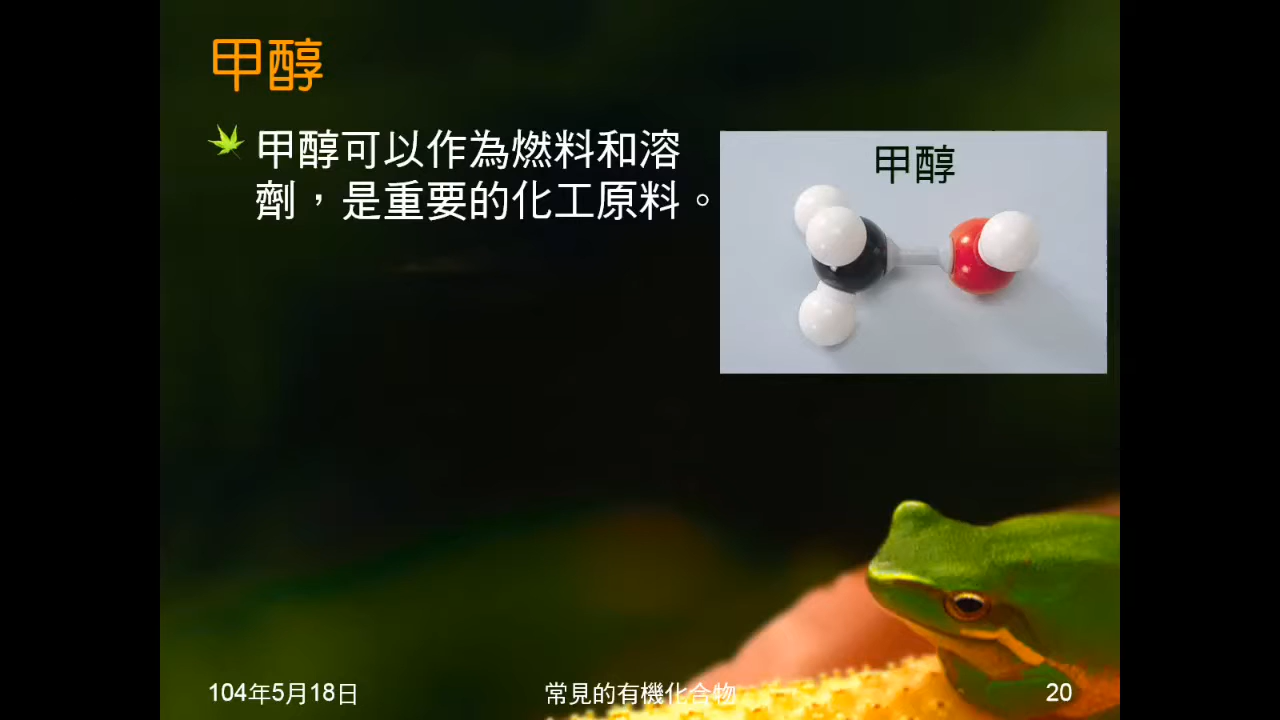 甲醇
甲醇可以作為燃料和溶
劑，是重要的化工原料。
甲醇
104年5月18日
常見的有機化合物
20